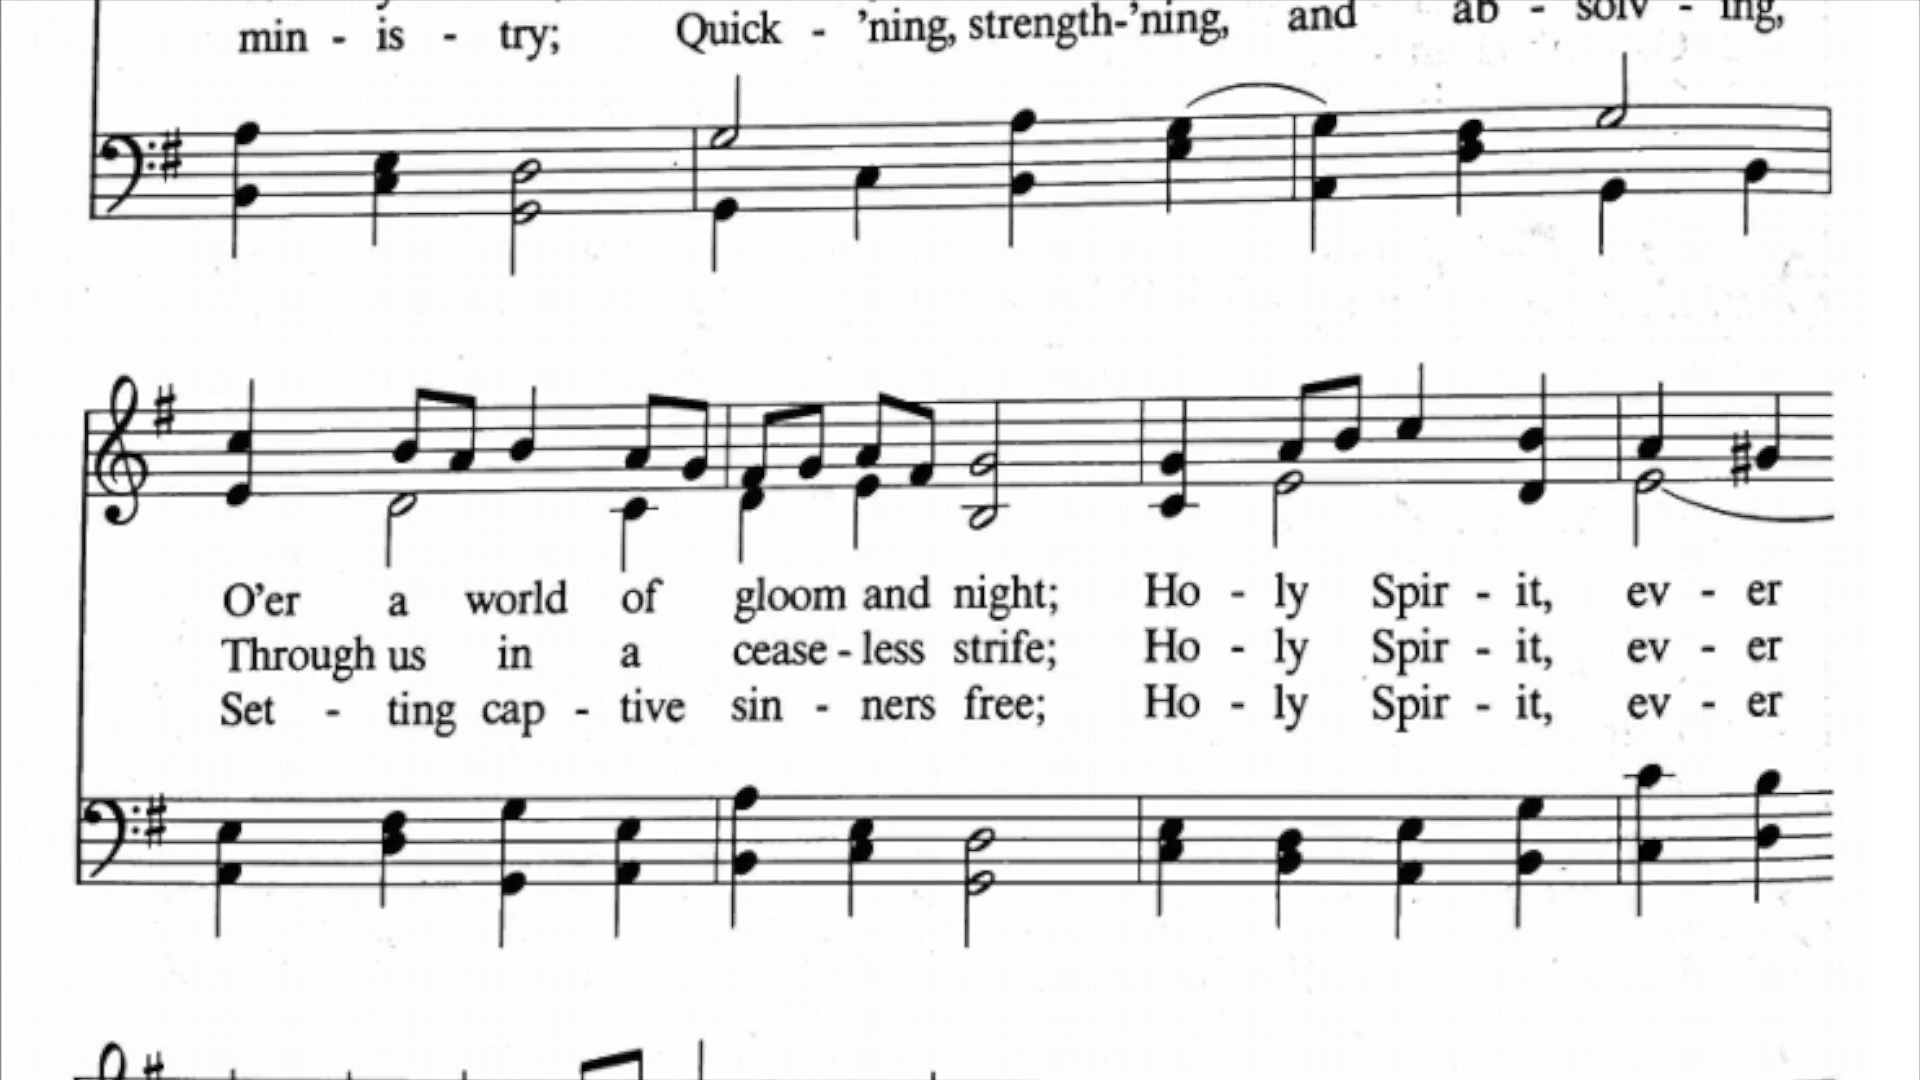 min - is - try; Quick - 'ning, strength-'ning, and ab - solv - ing,
O'er a world of gloom and night; Ho - ly Spir - it, ev - er
Through us in a cease - less strife; Ho - ly Spir - it, ev - er
Set - ting cap - tive sin - ners free; Ho - ly Spir - it, ev - er